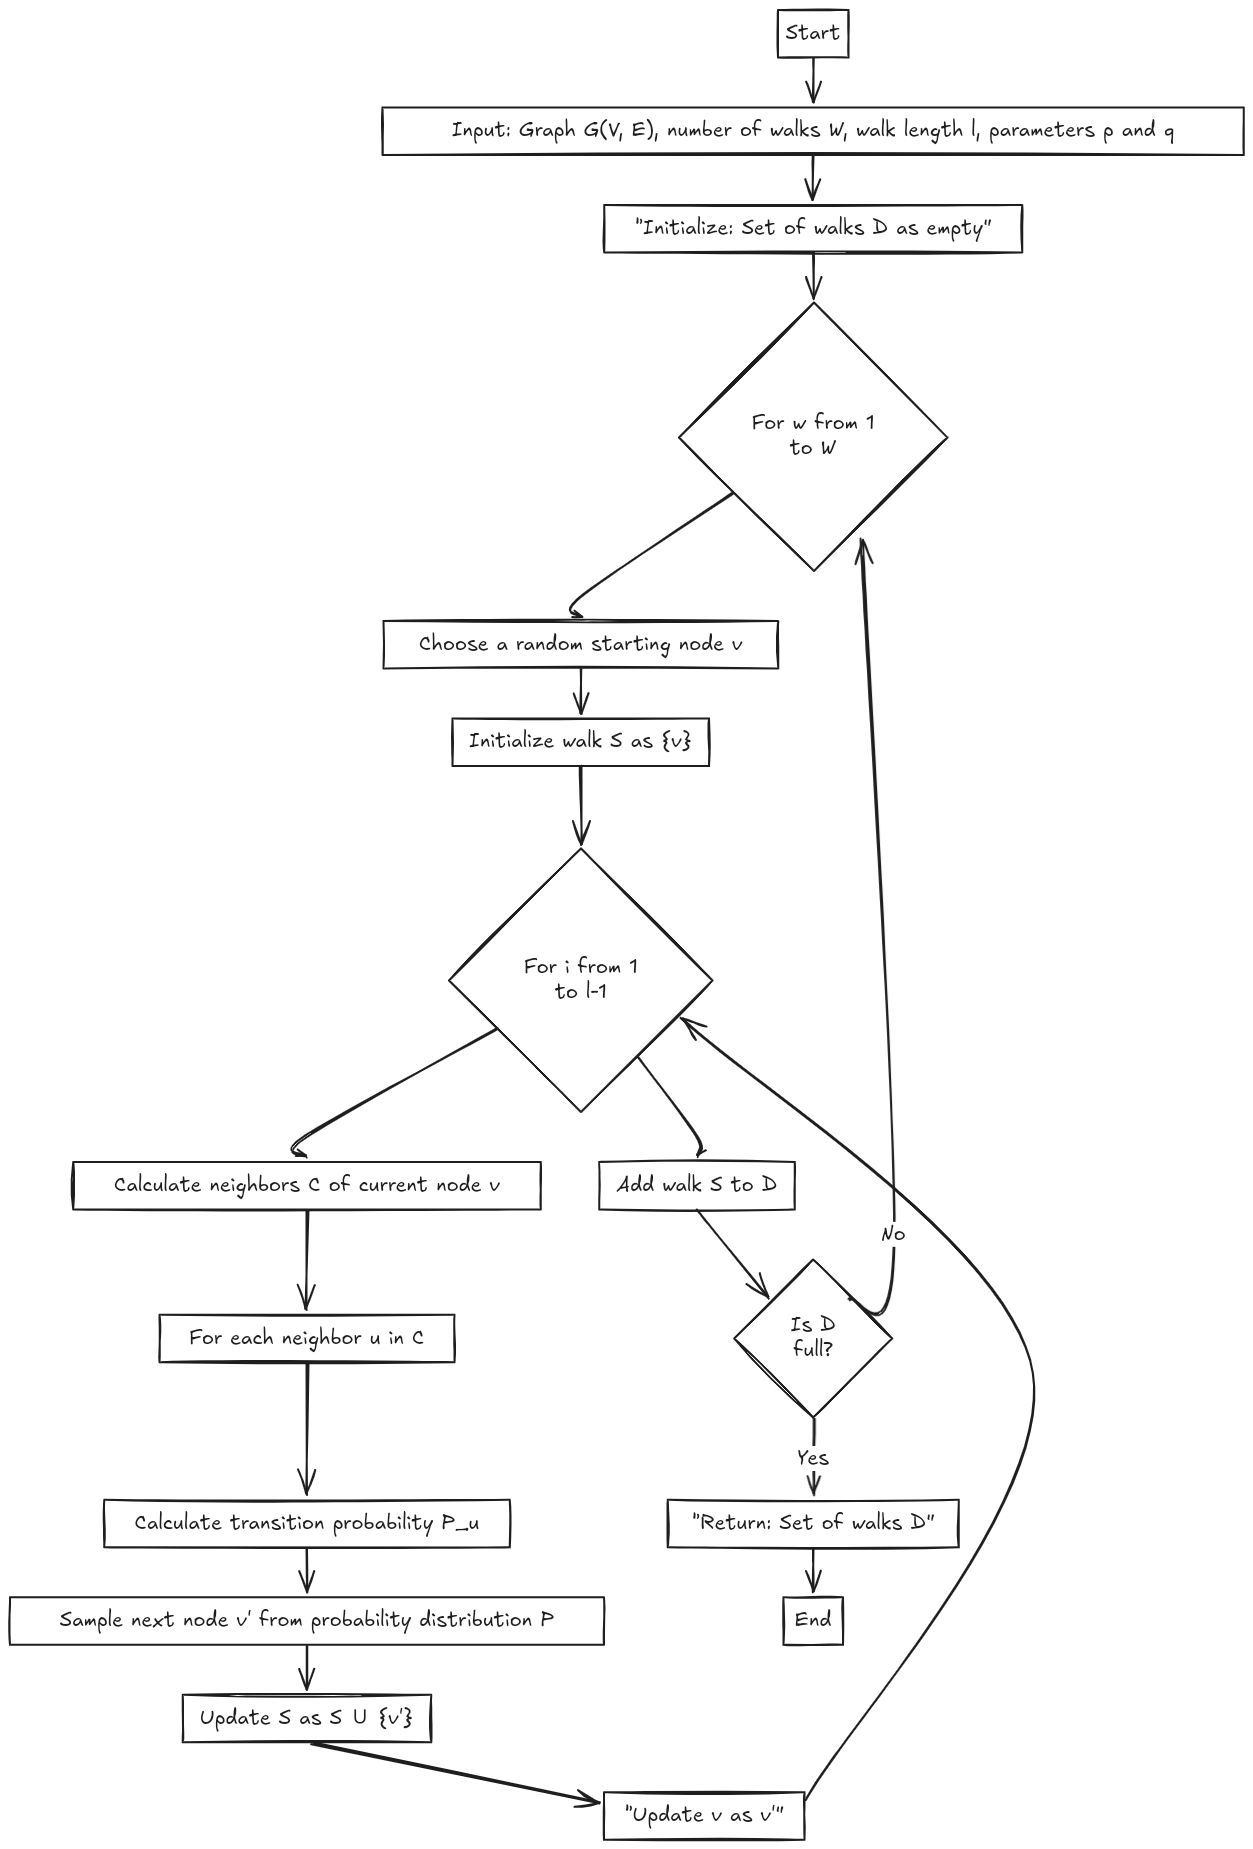 Start
Input: Graph G(V, E), number of walks W, walk length l, parameters p and q
"Initialize: Set of walks D as empty"
For w from 1
to W
Choose a random starting node v
Initialize walk S as {v}
For i from 1
to l-1
Calculate neighbors C of current node v
Add walk S to D
No
For each neighbor u in C
Is D
full?
Yes
Calculate transition probability P_u
"Return: Set of walks D"
Sample next node v' from probability distribution P
End
Update S as S ∪ {v'}
"Update v as v'"